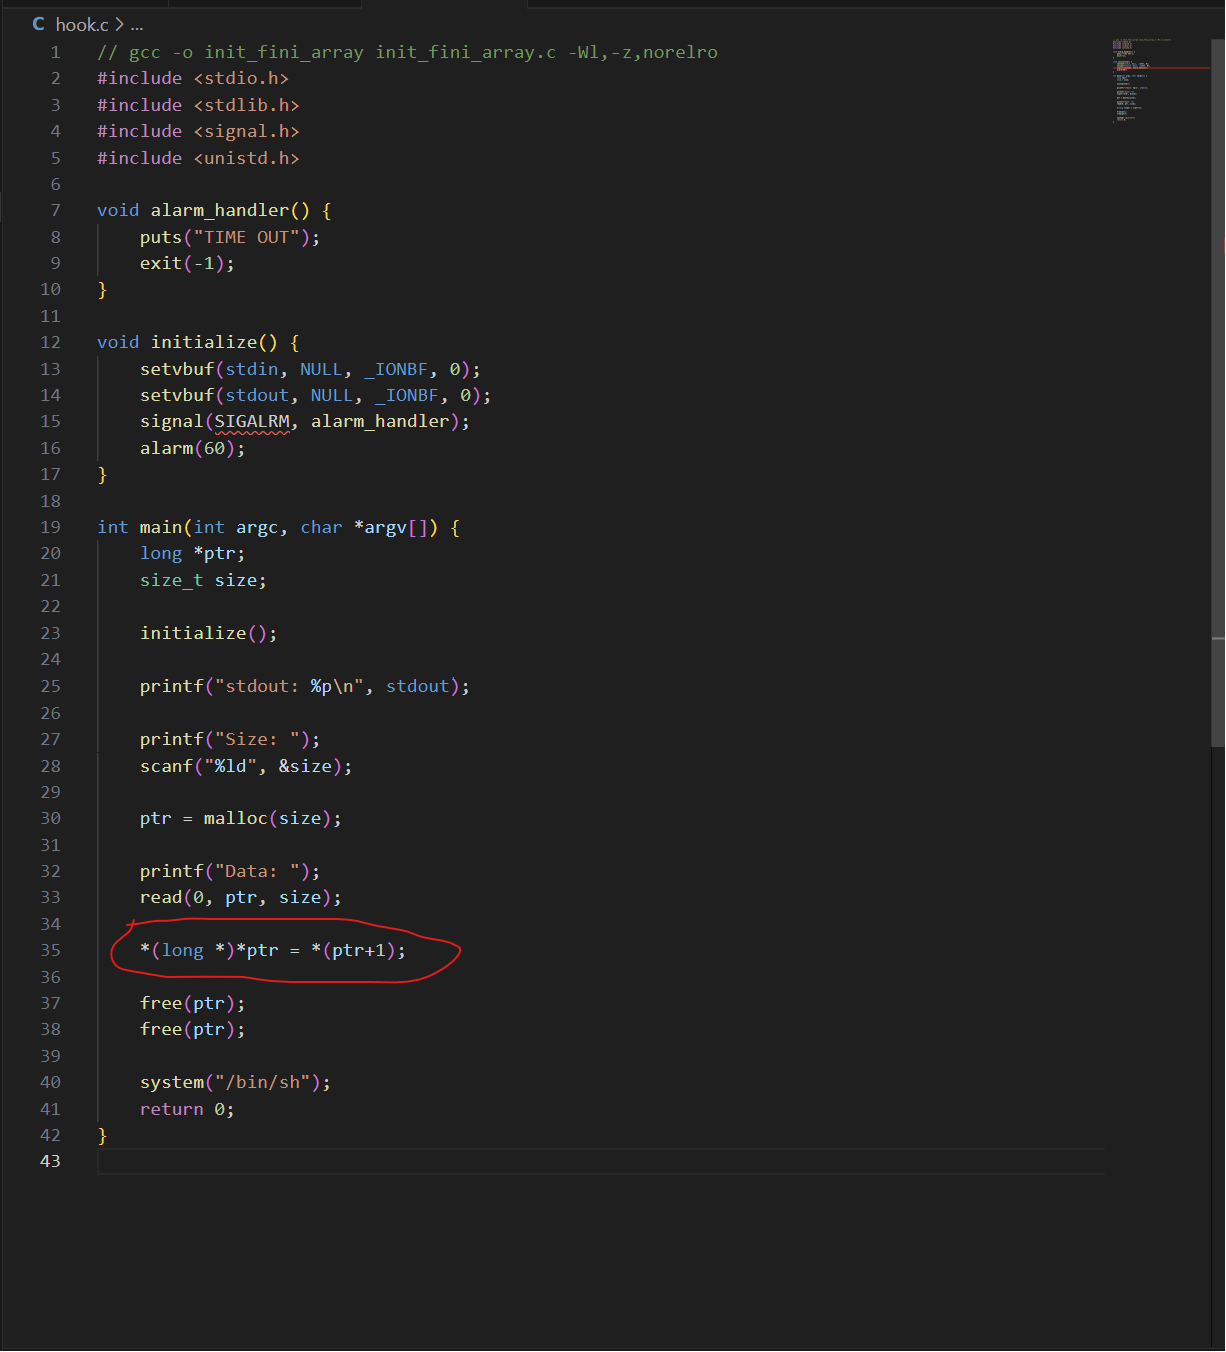 C hook.c > ...
1 // gcc -o init_fini_array init_fini_array.c -Wl,-z,norelro
2 #include <stdio.h>
3 #include <stdlib.h>
4 #include <signal.h>
5 #include <unistd.h>
6
7 void alarm_handler() {
8     puts("TIME OUT");
9     exit(-1);
10 }
11
12 void initialize() {
13     setvbuf(stdin, NULL, _IONBF, 0);
14     setvbuf(stdout, NULL, _IONBF, 0);
15     signal(SIGALRM, alarm_handler);
16     alarm(60);
17 }
18
19 int main(int argc, char *argv[]) {
20     long *ptr;
21     size_t size;
22
23     initialize();
24
25     printf("stdout: %p\n", stdout);
26
27     printf("Size: ");
28     scanf("%ld", &size);
29
30     ptr = malloc(size);
31
32     printf("Data: ");
33     read(0, ptr, size);
34
35     *(long *)*ptr = *(ptr+1);
36
37     free(ptr);
38     free(ptr);
39
40     system("/bin/sh");
41     return 0;
42 }
43